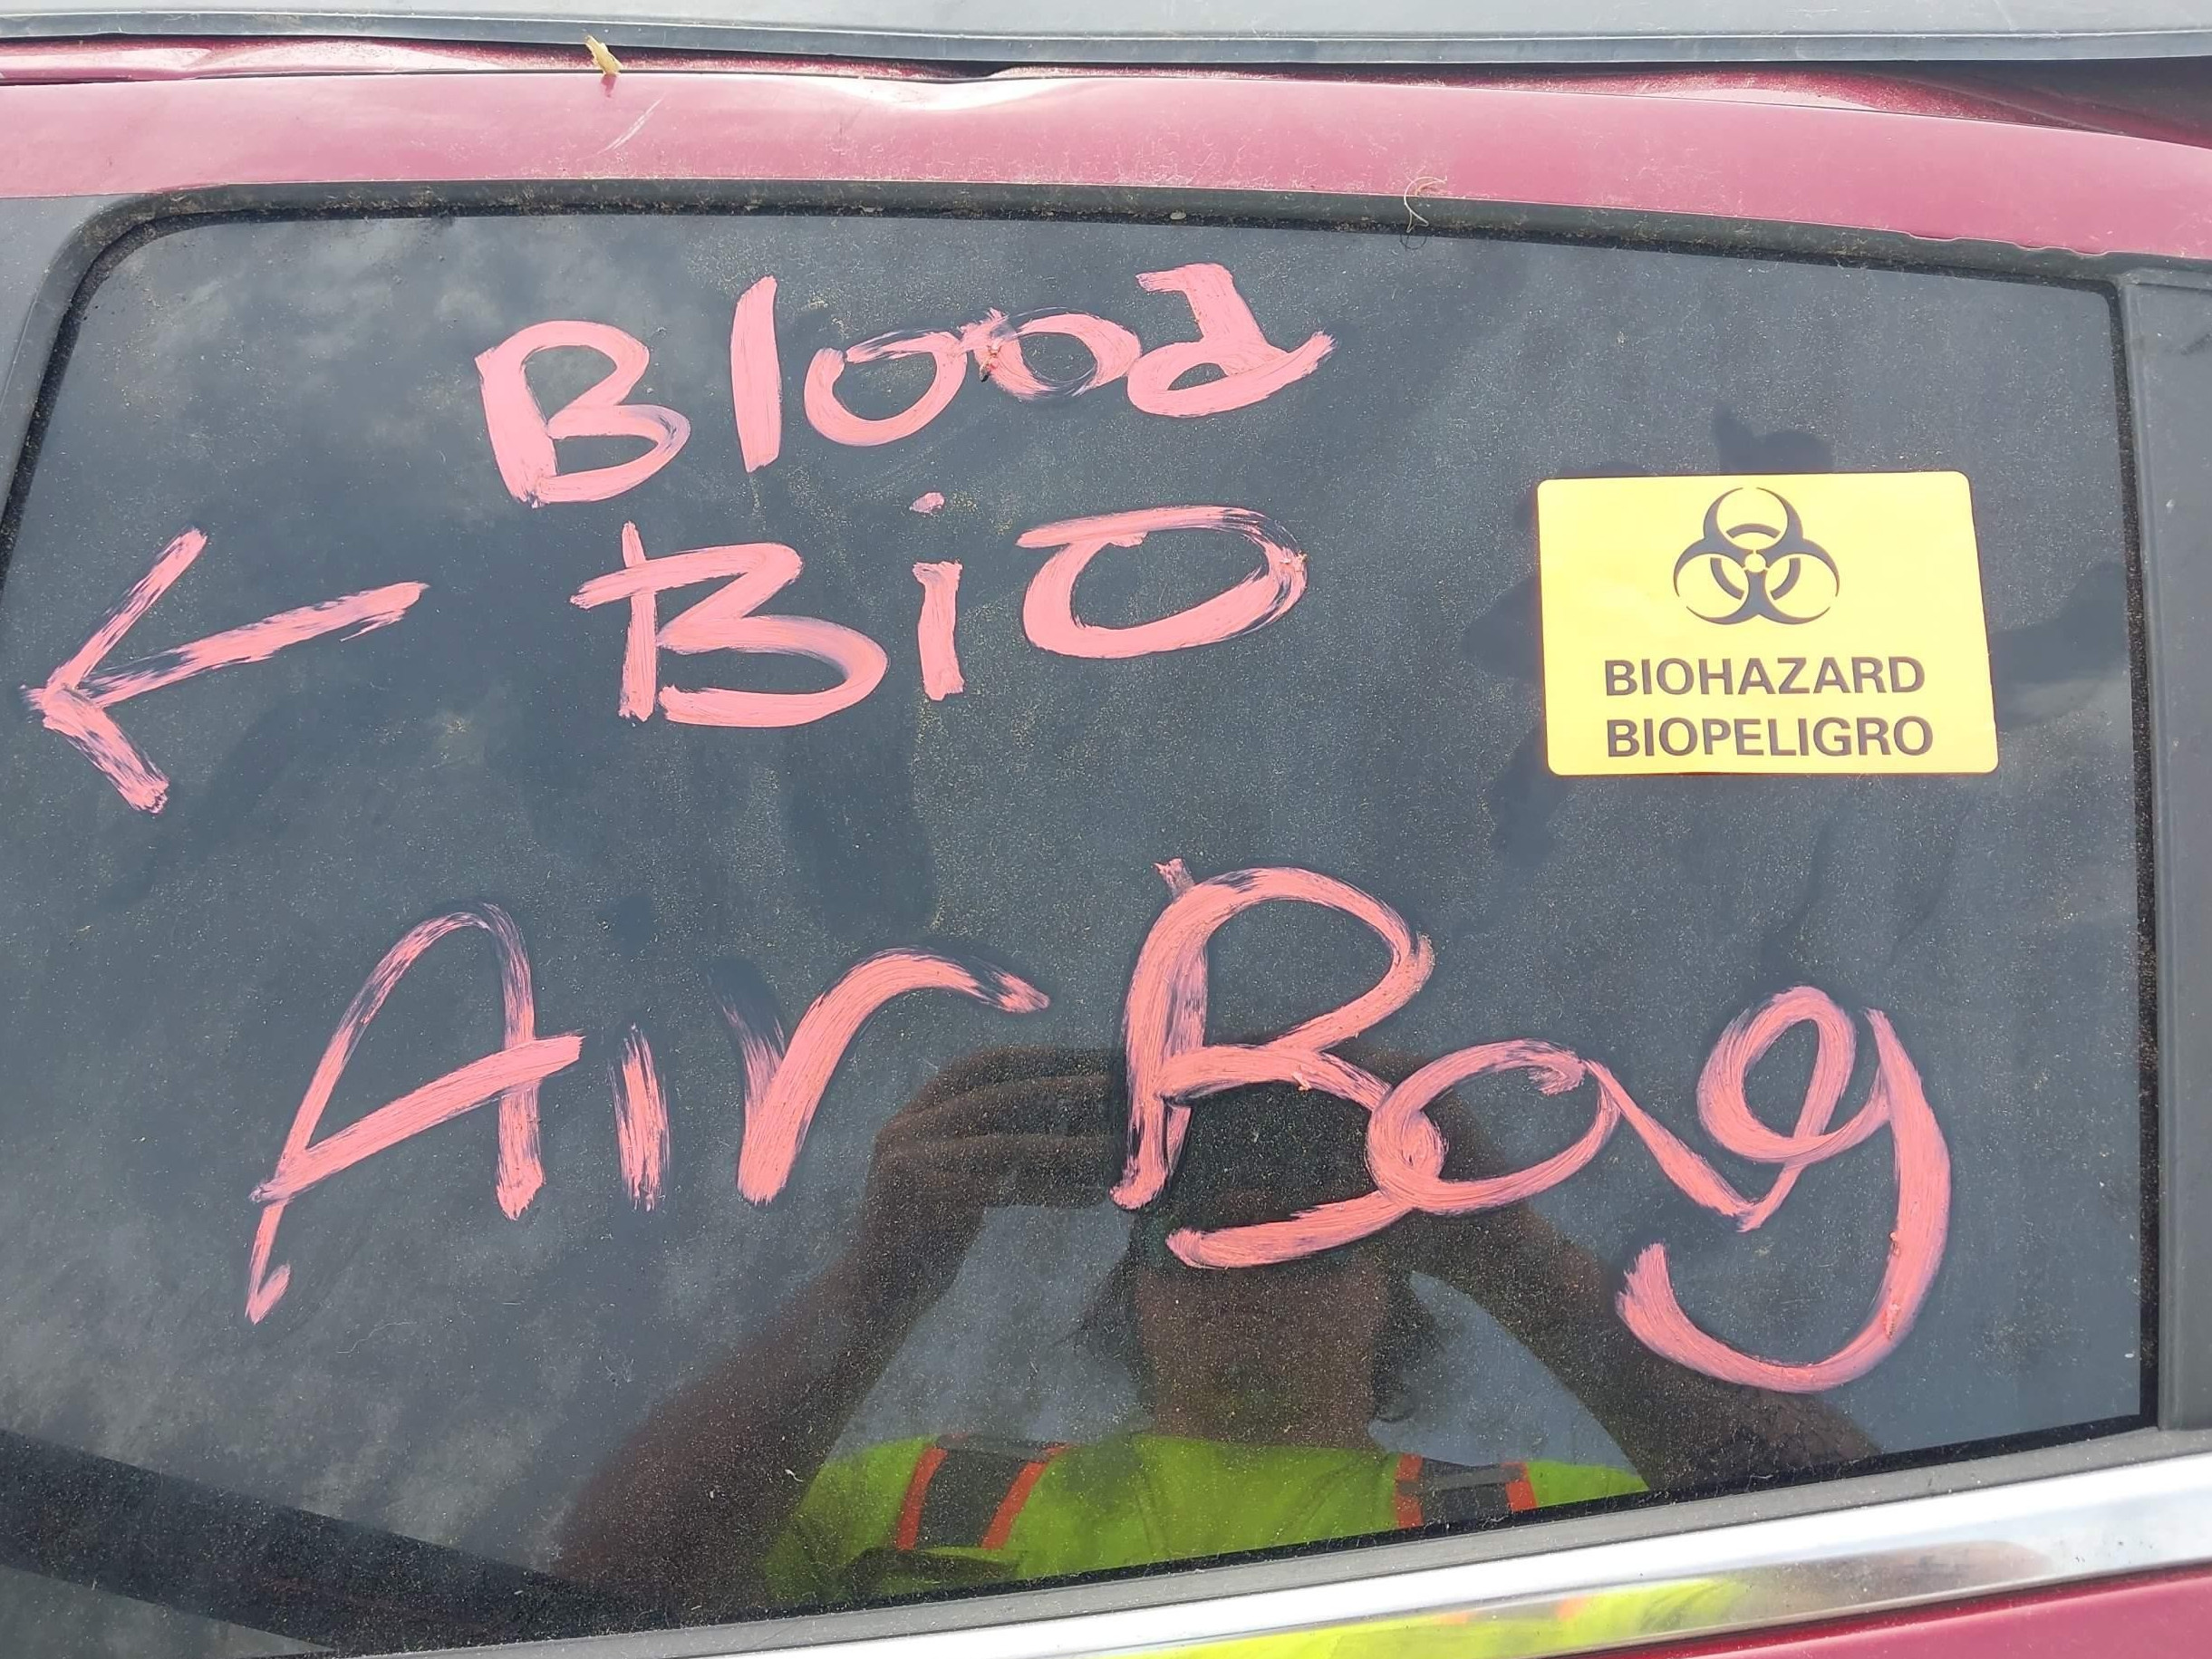 Blood
← BiO
BIOHAZARD
BIOPELIGRO
Air Bag